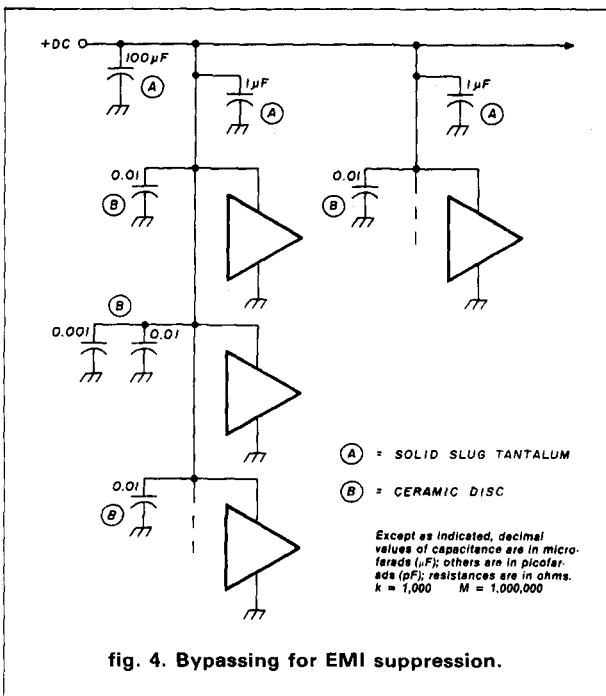 +DC
100µF
A
1µF
A
1µF
A
0.01
B
0.01
B
B
0.001
0.01
0.01
B
A = SOLID SLUG TANTALUM
B = CERAMIC DISC
Except as indicated, decimal
values of capacitance are in micro-
farads (µF); others are in picofar-
ads (pF); resistances are in ohms.
k = 1,000 M = 1,000,000
fig. 4. Bypassing for EMI suppression.